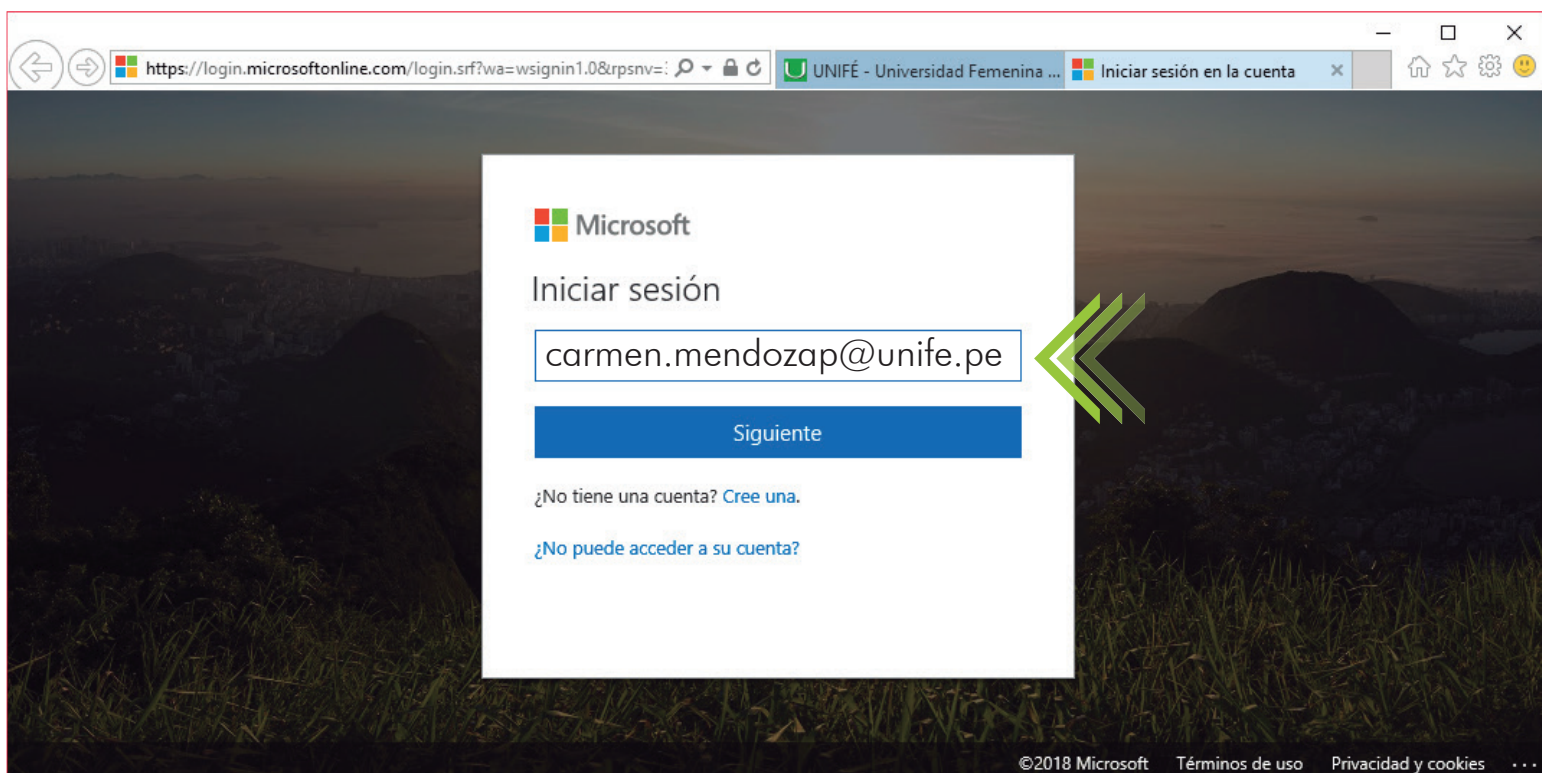 https://login.microsoftonline.com/login.srf?wa=wsignin1.0&rpsnv=
UNIFÉ - Universidad Femenina ...
Iniciar sesión en la cuenta
Microsoft
Iniciar sesión
carmen.mendozap@unife.pe
Siguiente
¿No tiene una cuenta? Cree una.
¿No puede acceder a su cuenta?
©2018 Microsoft Términos de uso Privacidad y cookies ...